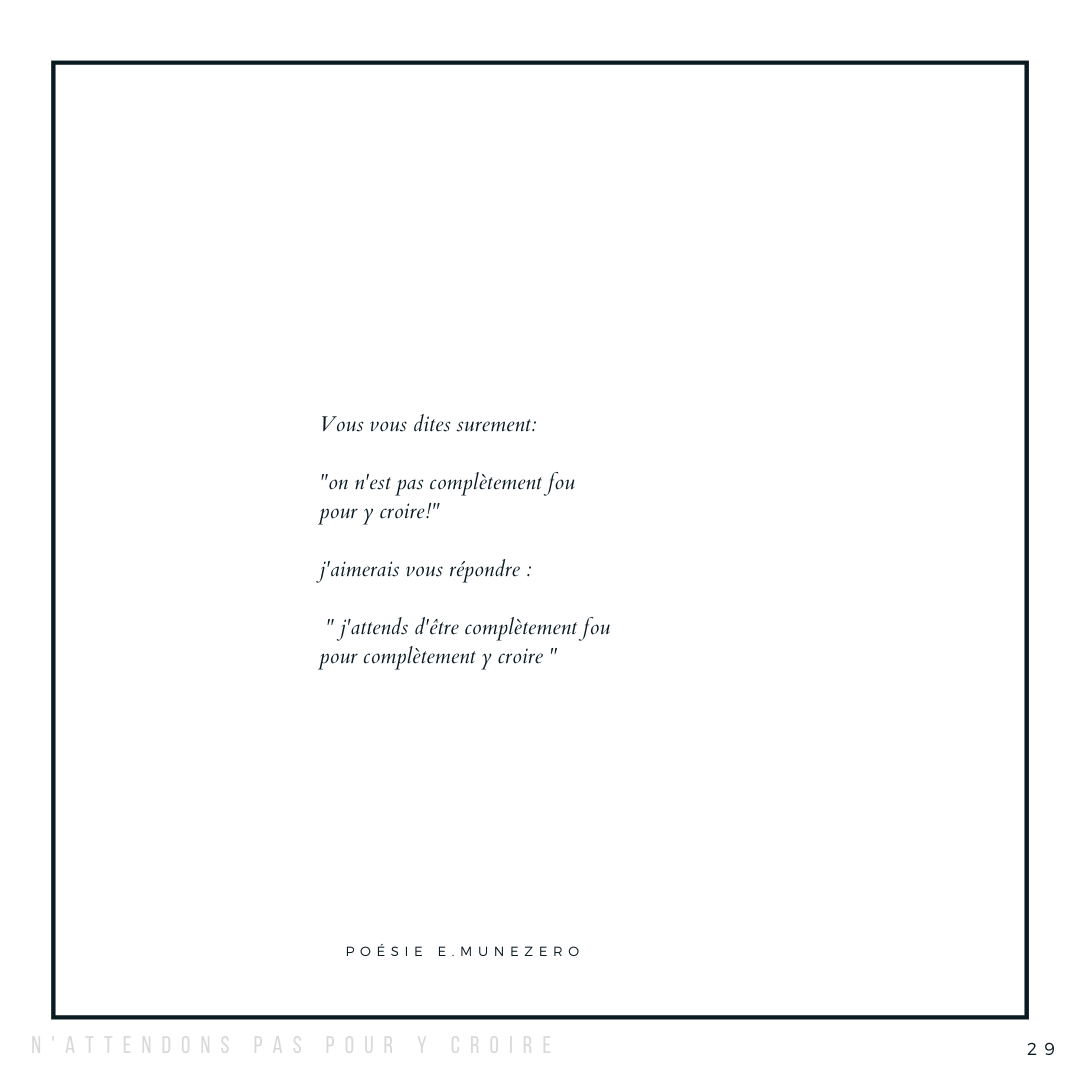 Vous vous dites surement:
"on n'est pas complètement fou
pour y croire!"
j'aimerais vous répondre :
" j'attends d'être complètement fou
pour complètement y croire "
POÉSIE E.MUNEZERO
N'ATTENDONS PAS POUR Y CROIRE
29